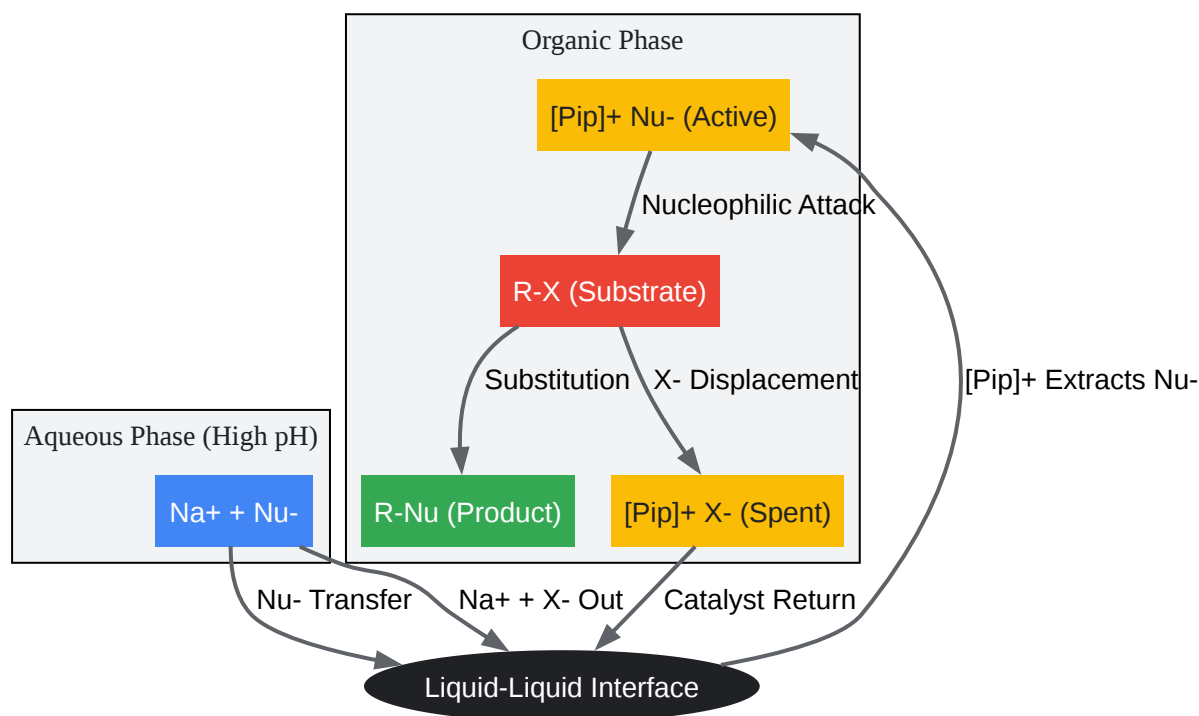 Organic Phase
[Pip]+ Nu- (Active)
Nucleophilic Attack
R-X (Substrate)
Substitution
X- Displacement
[Pip]+ Extracts Nu-
Aqueous Phase (High pH)
Na+ + Nu-
R-Nu (Product)
[Pip]+ X- (Spent)
Nu- Transfer
Na+ + X- Out
Catalyst Return
Liquid-Liquid Interface